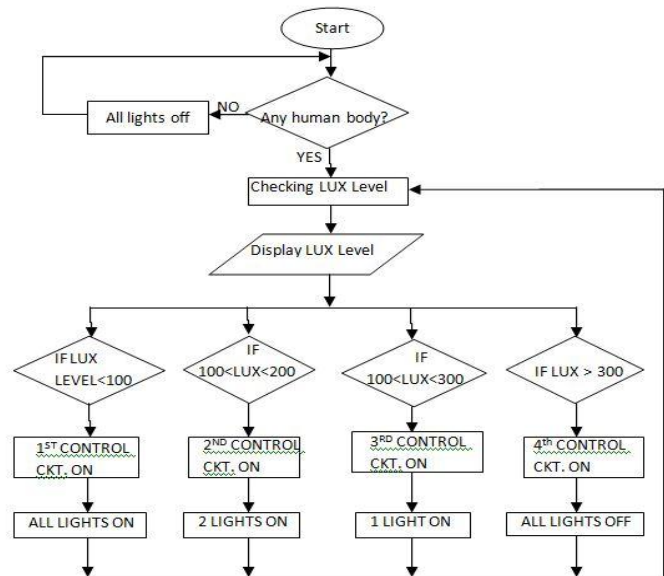 Start
All lights off
NO
Any human body?
YES
Checking LUX Level
Display LUX Level
IF LUX
LEVEL<100
IF
100<LUX<200
IF
100<LUX<300
IF LUX > 300
1ST CONTROL
CKT. ON
2ND CONTROL
CKT. ON
3RD CONTROL
CKT. ON
4th CONTROL
CKT. ON
ALL LIGHTS ON
2 LIGHTS ON
1 LIGHT ON
ALL LIGHTS OFF